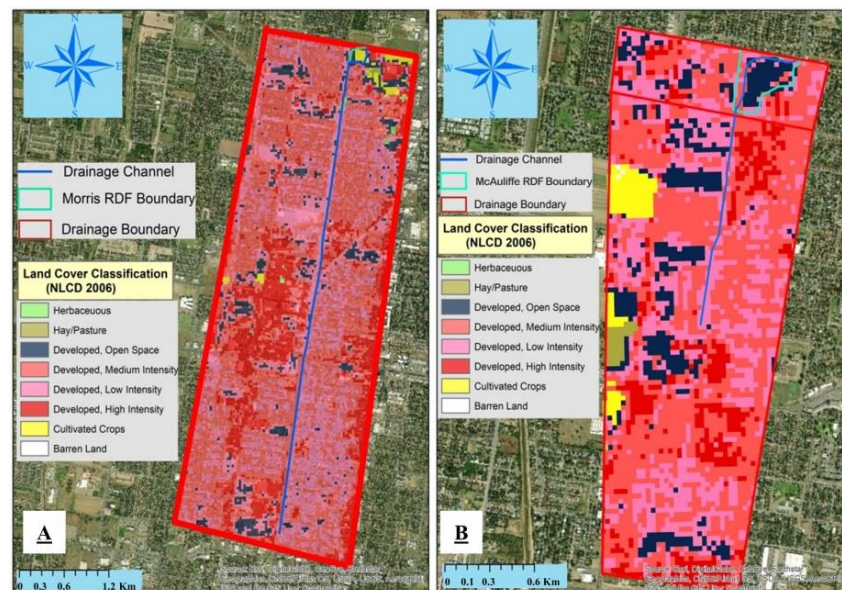 N
W
E
S
Drainage Channel
Morris RDF Boundary
Drainage Boundary
Land Cover Classification
(NLCD 2006)
Herbaceuous
Hay/Pasture
Developed, Open Space
Developed, Medium Intensity
Developed, Low Intensity
Developed, High Intensity
Cultivated Crops
Barren Land
A
0 0.3 0.6 1.2 Km
N
W
E
S
Drainage Channel
McAuliffe RDF Boundary
Drainage Boundary
Land Cover Classification
(NLCD 2006)
Herbaceuous
Hay/Pasture
Developed, Open Space
Developed, Medium Intensity
Developed, Low Intensity
Developed, High Intensity
Cultivated Crops
Barren Land
B
0 0.1 0.3 0.6 Km